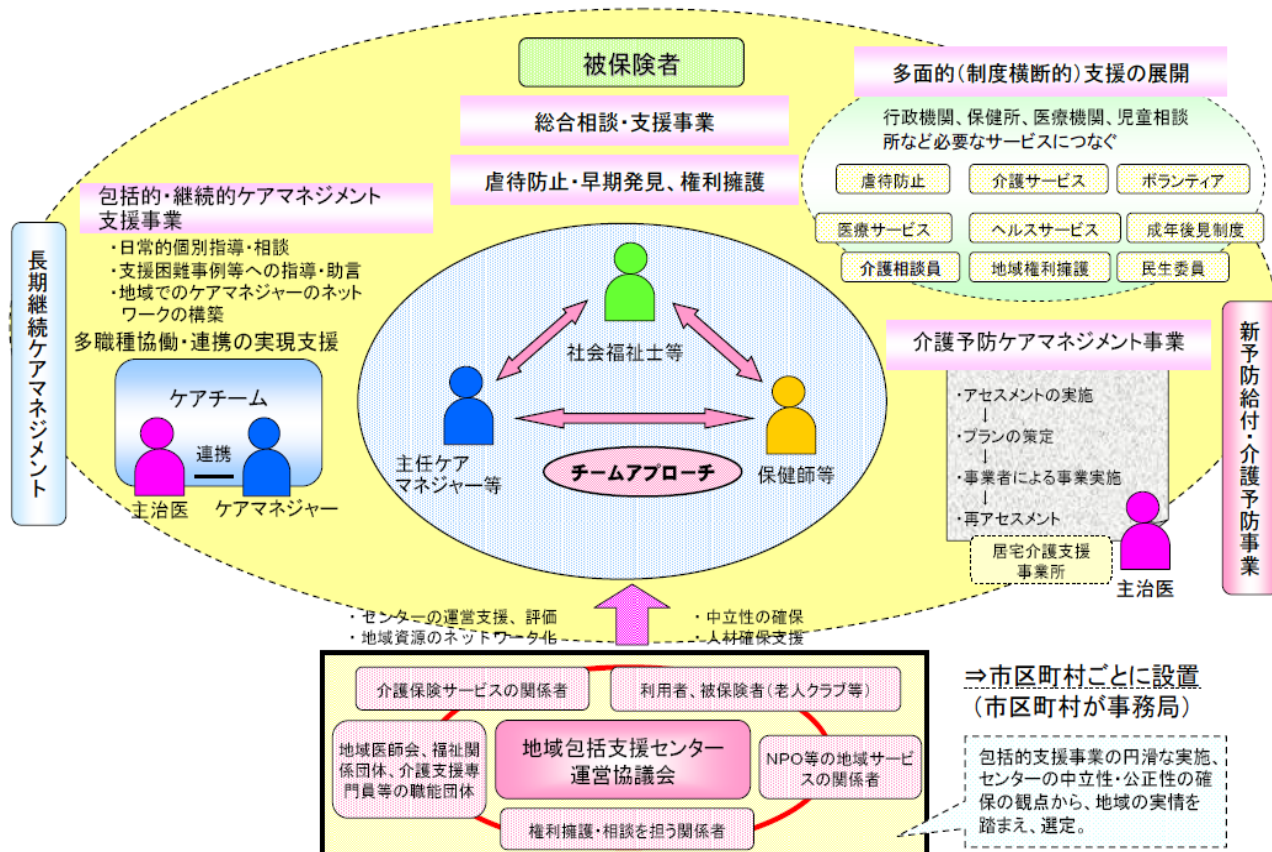 被保険者
総合相談・支援事業
虐待防止・早期発見、権利擁護
多面的(制度横断的)支援の展開
行政機関、保健所、医療機関、児童相談
所など必要なサービスにつなぐ
虐待防止
介護サービス
ボランティア
医療サービス
ヘルスサービス
成年後見制度
介護相談員
地域権利擁護
民生委員
長期継続ケアマネジメント
包括的・継続的ケアマネジメント
支援事業
・日常的個別指導・相談
・支援困難事例等への指導・助言
・地域でのケアマネジャーのネット
ワークの構築
多職種協働・連携の実現支援
ケアチーム
連携
主治医
ケアマネジャー
社会福祉士等
主任ケア
マネジャー等
保健師等
チームアプローチ
介護予防ケアマネジメント事業
・アセスメントの実施
↓
・プランの策定
↓
・事業者による事業実施
↓
・再アセスメント
居宅介護支援
事業所
主治医
新予防給付・介護予防事業
・センターの運営支援、評価
・地域資源のネットワーク化
・中立性の確保
・人材確保支援
介護保険サービスの関係者
利用者、被保険者(老人クラブ等)
地域医師会、福祉関
係団体、介護支援専
門員等の職能団体
地域包括支援センター
運営協議会
NPO等の地域サービ
スの関係者
権利擁護・相談を担う関係者
⇒市区町村ごとに設置
(市区町村が事務局)
包括的支援事業の円滑な実施、
センターの中立性・公正性の確
保の観点から、地域の実情を
踏まえ、選定。